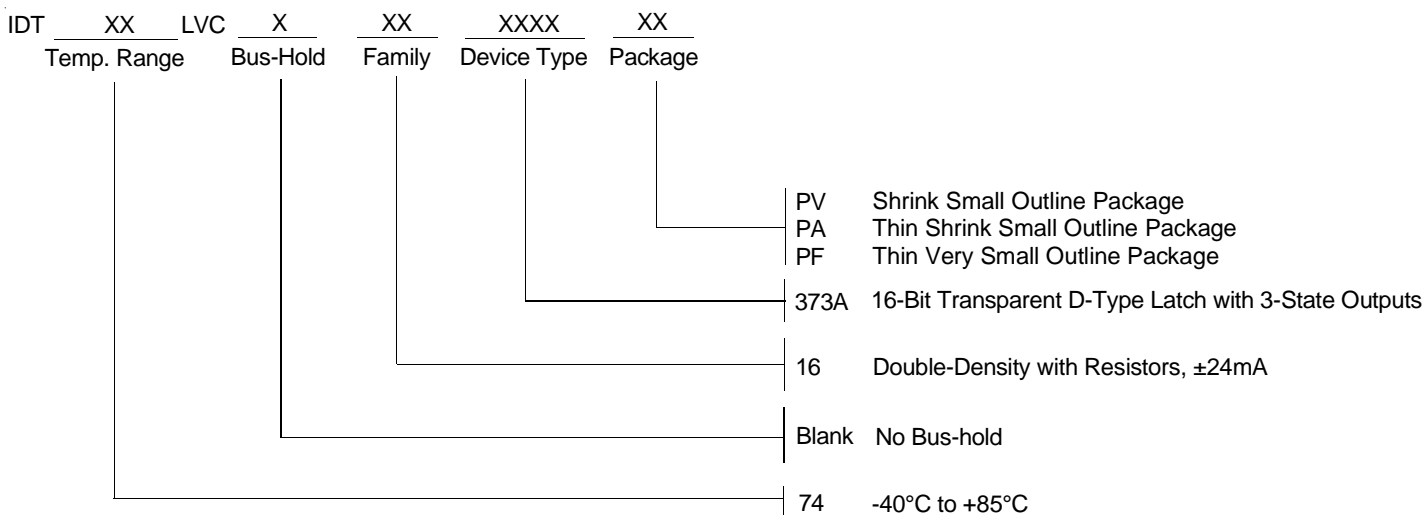 IDT XX LVC X XX XXXX XX
Temp. Range Bus-Hold Family Device Type Package
PV Shrink Small Outline Package
PA Thin Shrink Small Outline Package
PF Thin Very Small Outline Package
373A 16-Bit Transparent D-Type Latch with 3-State Outputs
16 Double-Density with Resistors, ±24mA
Blank No Bus-hold
74 -40°C to +85°C